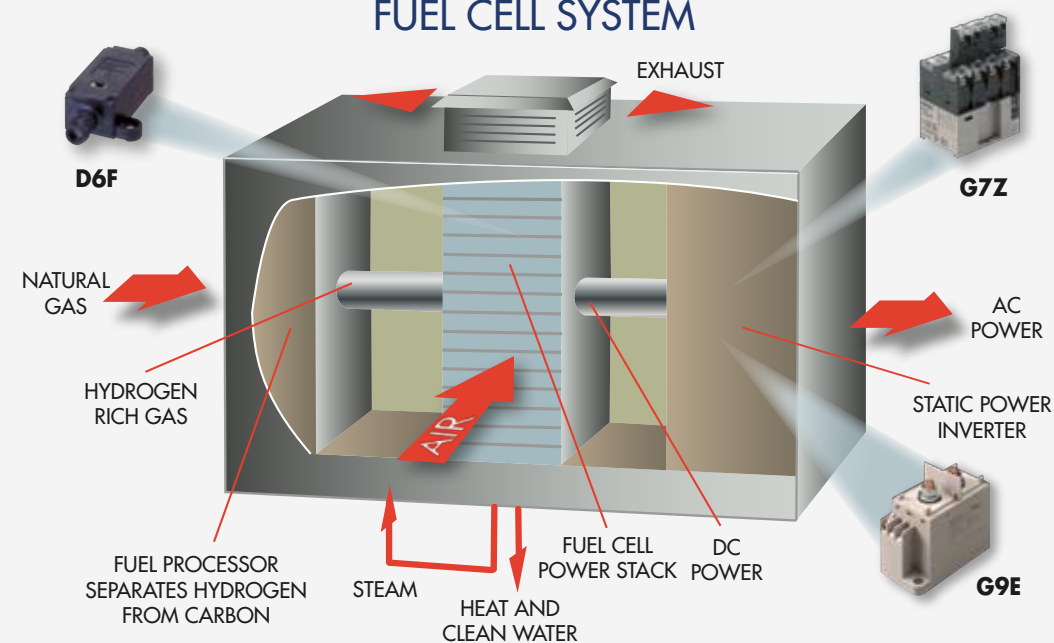 FUEL CELL SYSTEM
EXHAUST
D6F
G7Z
NATURAL
GAS
AC
POWER
HYDROGEN
RICH GAS
AIR
STATIC POWER
INVERTER
FUEL PROCESSOR
SEPARATES HYDROGEN
FROM CARBON
STEAM
HEAT AND
CLEAN WATER
FUEL CELL
POWER STACK
DC
POWER
G9E